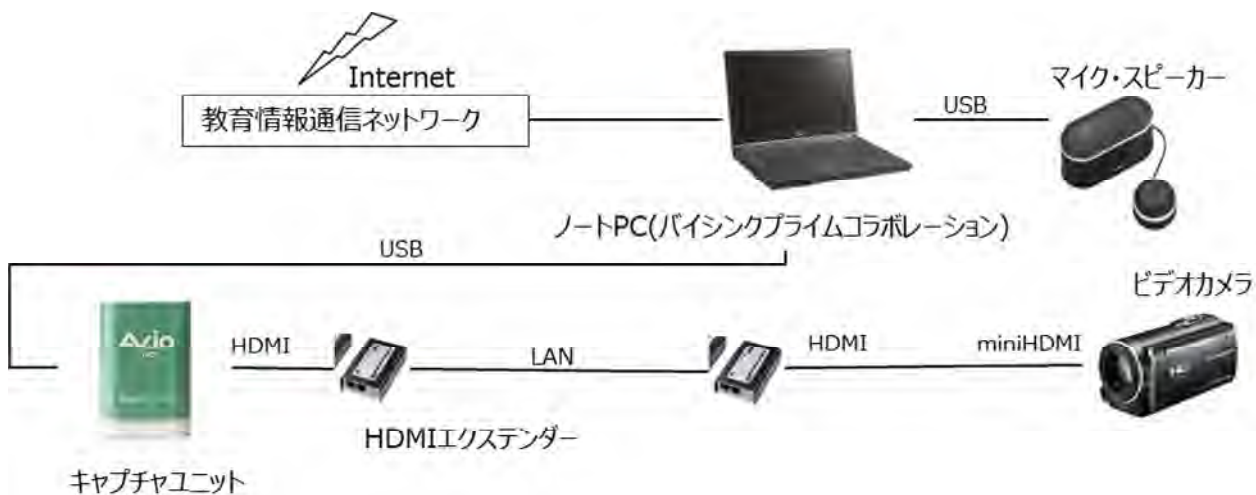 Internet
教育情報通信ネットワーク
USB
マイク・スピーカー
ノートPC(バイシンクプライムコラボレーション)
USB
ビデオカメラ
HDMI
LAN
HDMI
miniHDMI
HDMIエクステンダー
キャプチャユニット